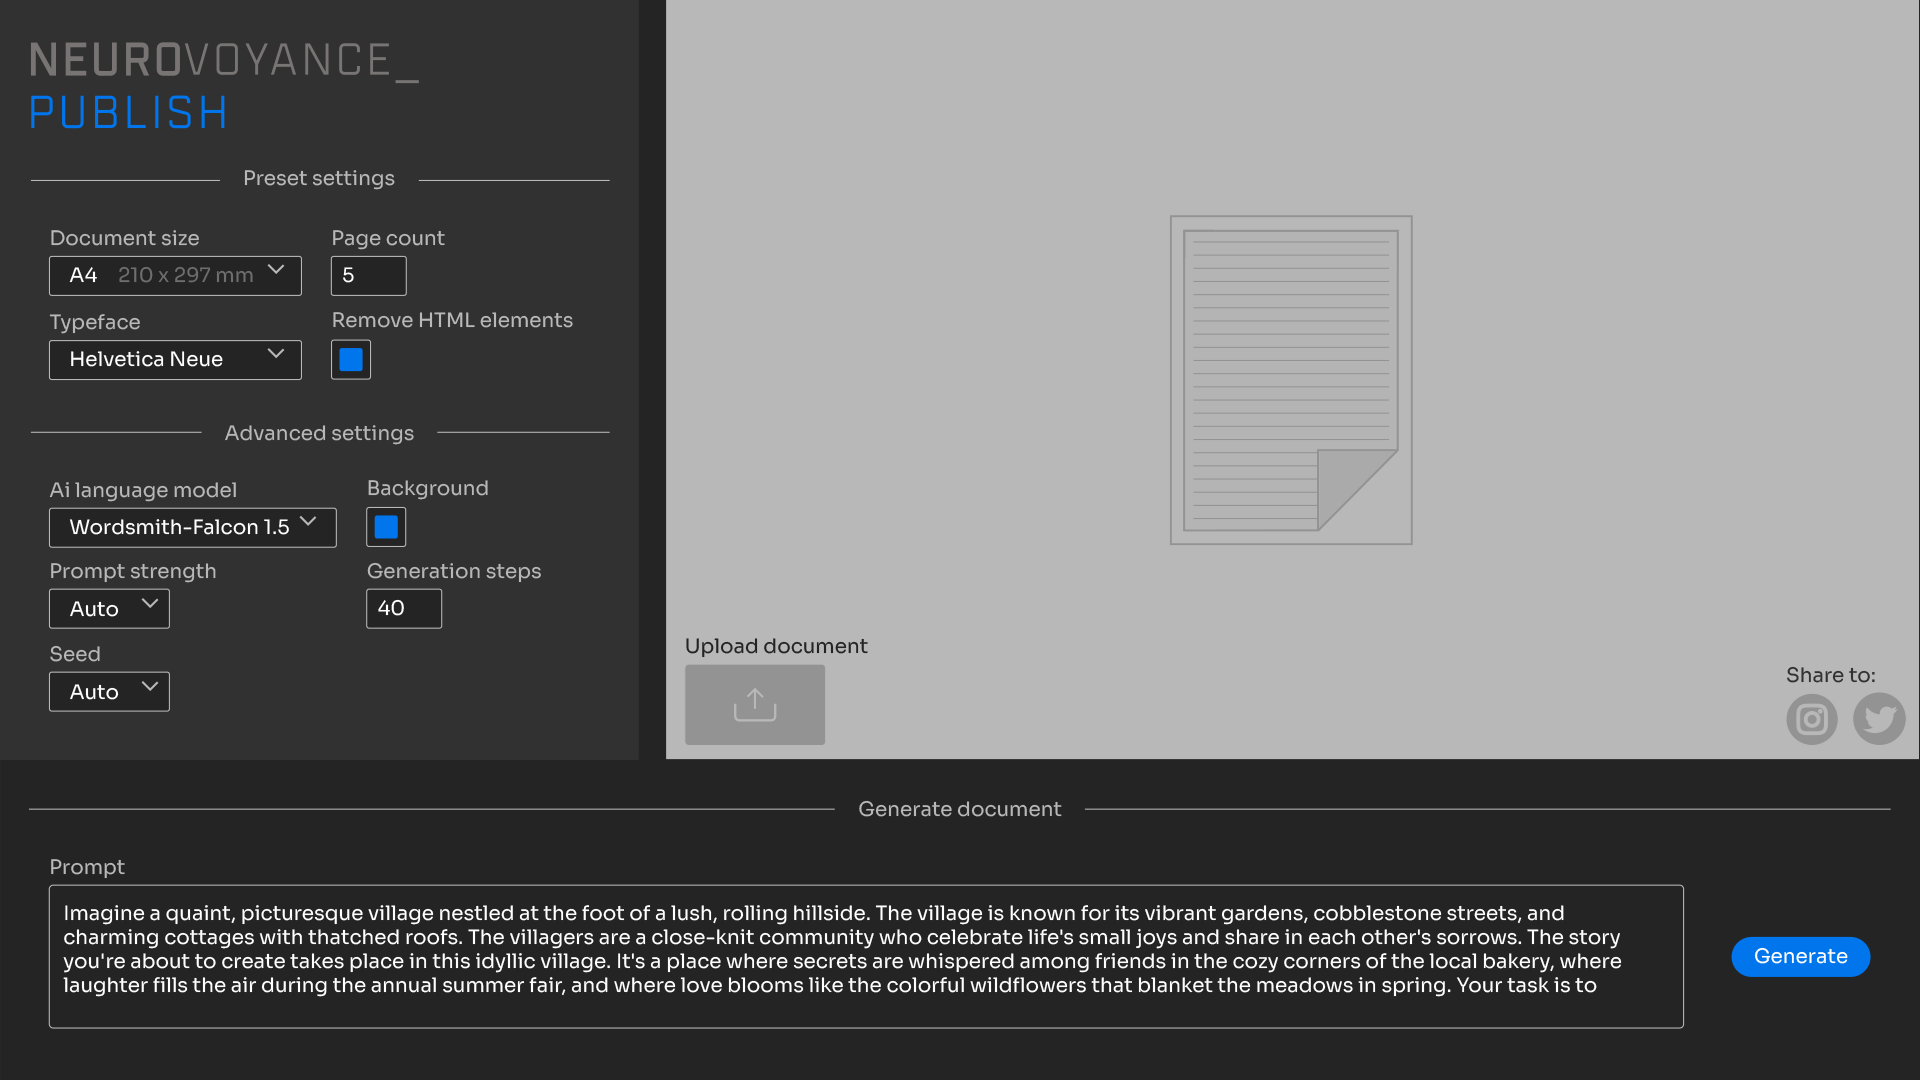 NEUROVOYANCE_
PUBLISH
Preset settings
Document size
Page count
A4 210 x 297 mm
5
Typeface
Remove HTML elements
Helvetica Neue
Advanced settings
Ai language model
Background
Wordsmith-Falcon 1.5
Prompt strength
Generation steps
Auto
40
Seed
Auto
Upload document
Share to:
Generate document
Prompt
Imagine a quaint, picturesque village nestled at the foot of a lush, rolling hillside. The village is known for its vibrant gardens, cobblestone streets, and
charming cottages with thatched roofs. The villagers are a close-knit community who celebrate life's small joys and share in each other's sorrows. The story
you're about to create takes place in this idyllic village. It's a place where secrets are whispered among friends in the cozy corners of the local bakery, where
laughter fills the air during the annual summer fair, and where love blooms like the colorful wildflowers that blanket the meadows in spring. Your task is to
Generate